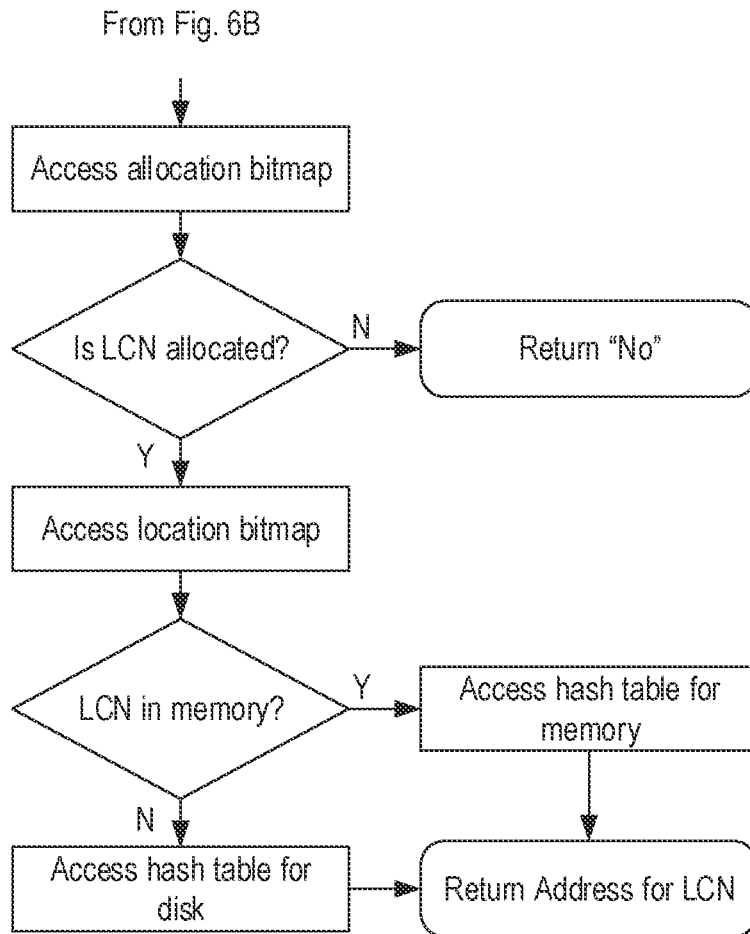 From Fig. 6B
Access allocation bitmap
Is LCN allocated?
N
Return “No”
Y
Access location bitmap
LCN in memory?
Y
Access hash table for
memory
N
Access hash table for
disk
Return Address for LCN